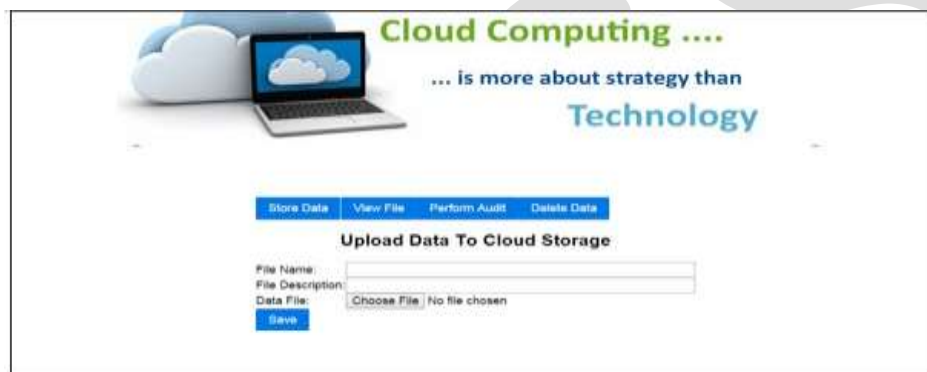 Cloud Computing ....
... is more about strategy than
Technology
Store Data View File Perform Audit Delete Data
Upload Data To Cloud Storage
File Name:
File Description:
Data File: Choose File No file chosen
Save